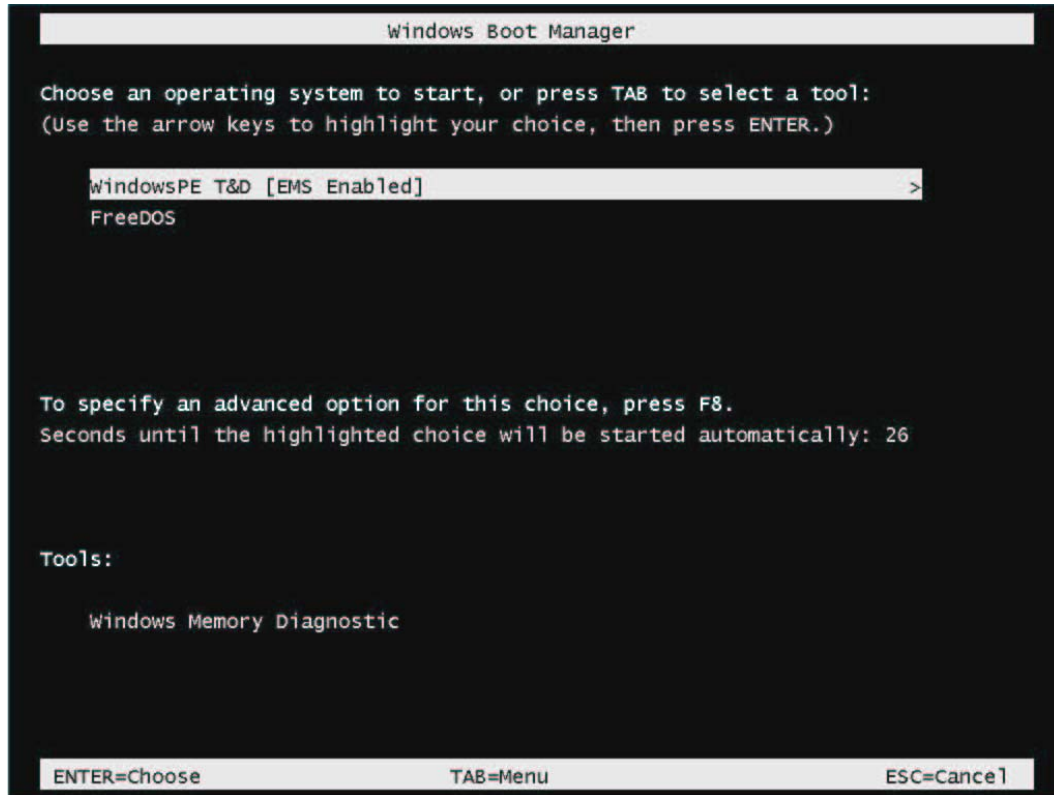 Windows Boot Manager
Choose an operating system to start, or press TAB to select a tool:
(Use the arrow keys to highlight your choice, then press ENTER.)
WindowsPE T&D [EMS Enabled] >
FreeDOS
To specify an advanced option for this choice, press F8.
Seconds until the highlighted choice will be started automatically: 26
Tools:
Windows Memory Diagnostic
ENTER=Choose TAB=Menu ESC=Cancel